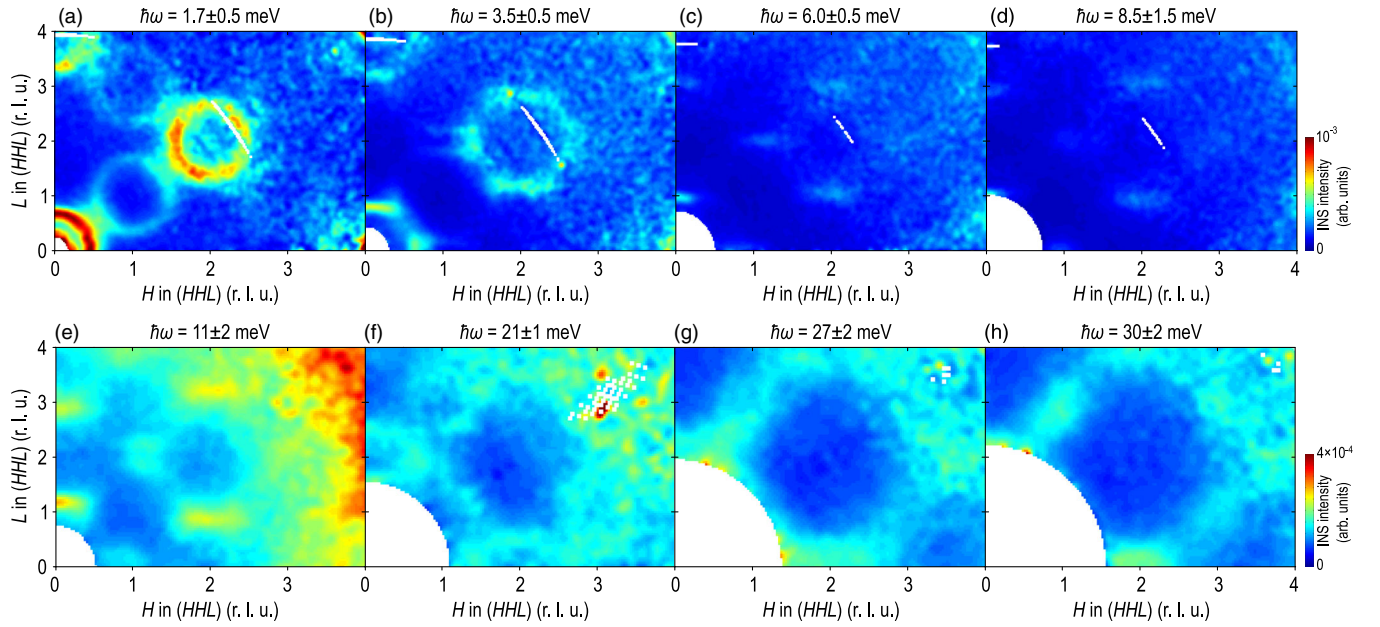 (a) ħω = 1.7±0.5 meV (b) ħω = 3.5±0.5 meV (c) ħω = 6.0±0.5 meV (d) ħω = 8.5±1.5 meV
4
3
2
1
0
L in (HHL) (r. l. u.)
0 1 2 3 0 1 2 3 0 1 2 3 0 1 2 3 4
H in (HHL) (r. l. u.) H in (HHL) (r. l. u.) H in (HHL) (r. l. u.) H in (HHL) (r. l. u.)
10⁻³
0
INS intensity
(arb. units)
(e) ħω = 11±2 meV (f) ħω = 21±1 meV (g) ħω = 27±2 meV (h) ħω = 30±2 meV
4
3
2
1
0
L in (HHL) (r. l. u.)
0 1 2 3 0 1 2 3 0 1 2 3 0 1 2 3 4
H in (HHL) (r. l. u.) H in (HHL) (r. l. u.) H in (HHL) (r. l. u.) H in (HHL) (r. l. u.)
4×10⁻⁴
0
INS intensity
(arb. units)